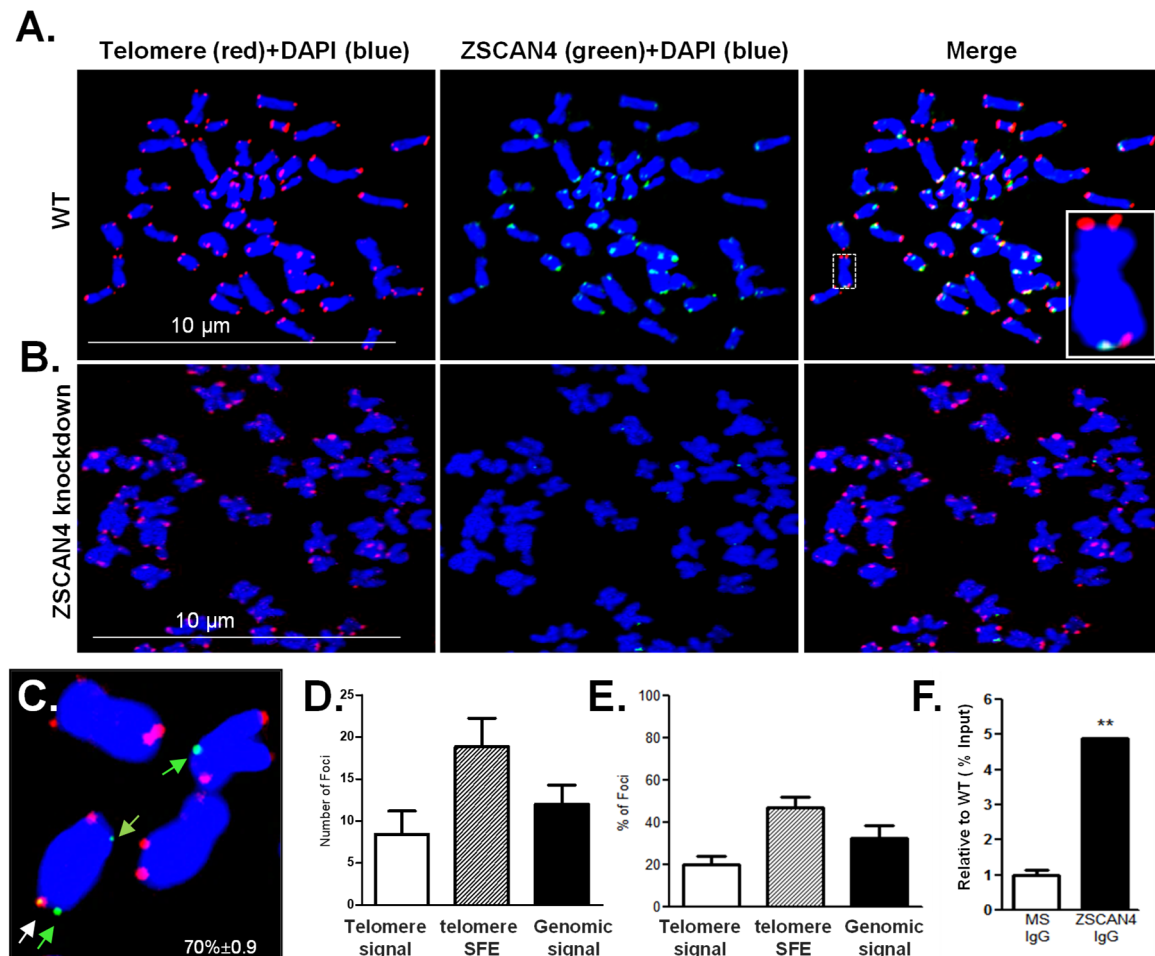 A.
Telomere (red)+DAPI (blue)
ZSCAN4 (green)+DAPI (blue)
Merge
WT
10 µm
B.
ZSCAN4 knockdown
10 µm
C.
70%±0.9
D.
Number of Foci
25
20
15
10
5
0
Telomere signal
telomere SFE
Genomic signal
E.
% of Foci
100
80
60
40
20
0
Telomere signal
telomere SFE
Genomic signal
F.
Relative to WT ( % Input)
6
5
4
3
2
1
0
**
MS IgG
ZSCAN4 IgG